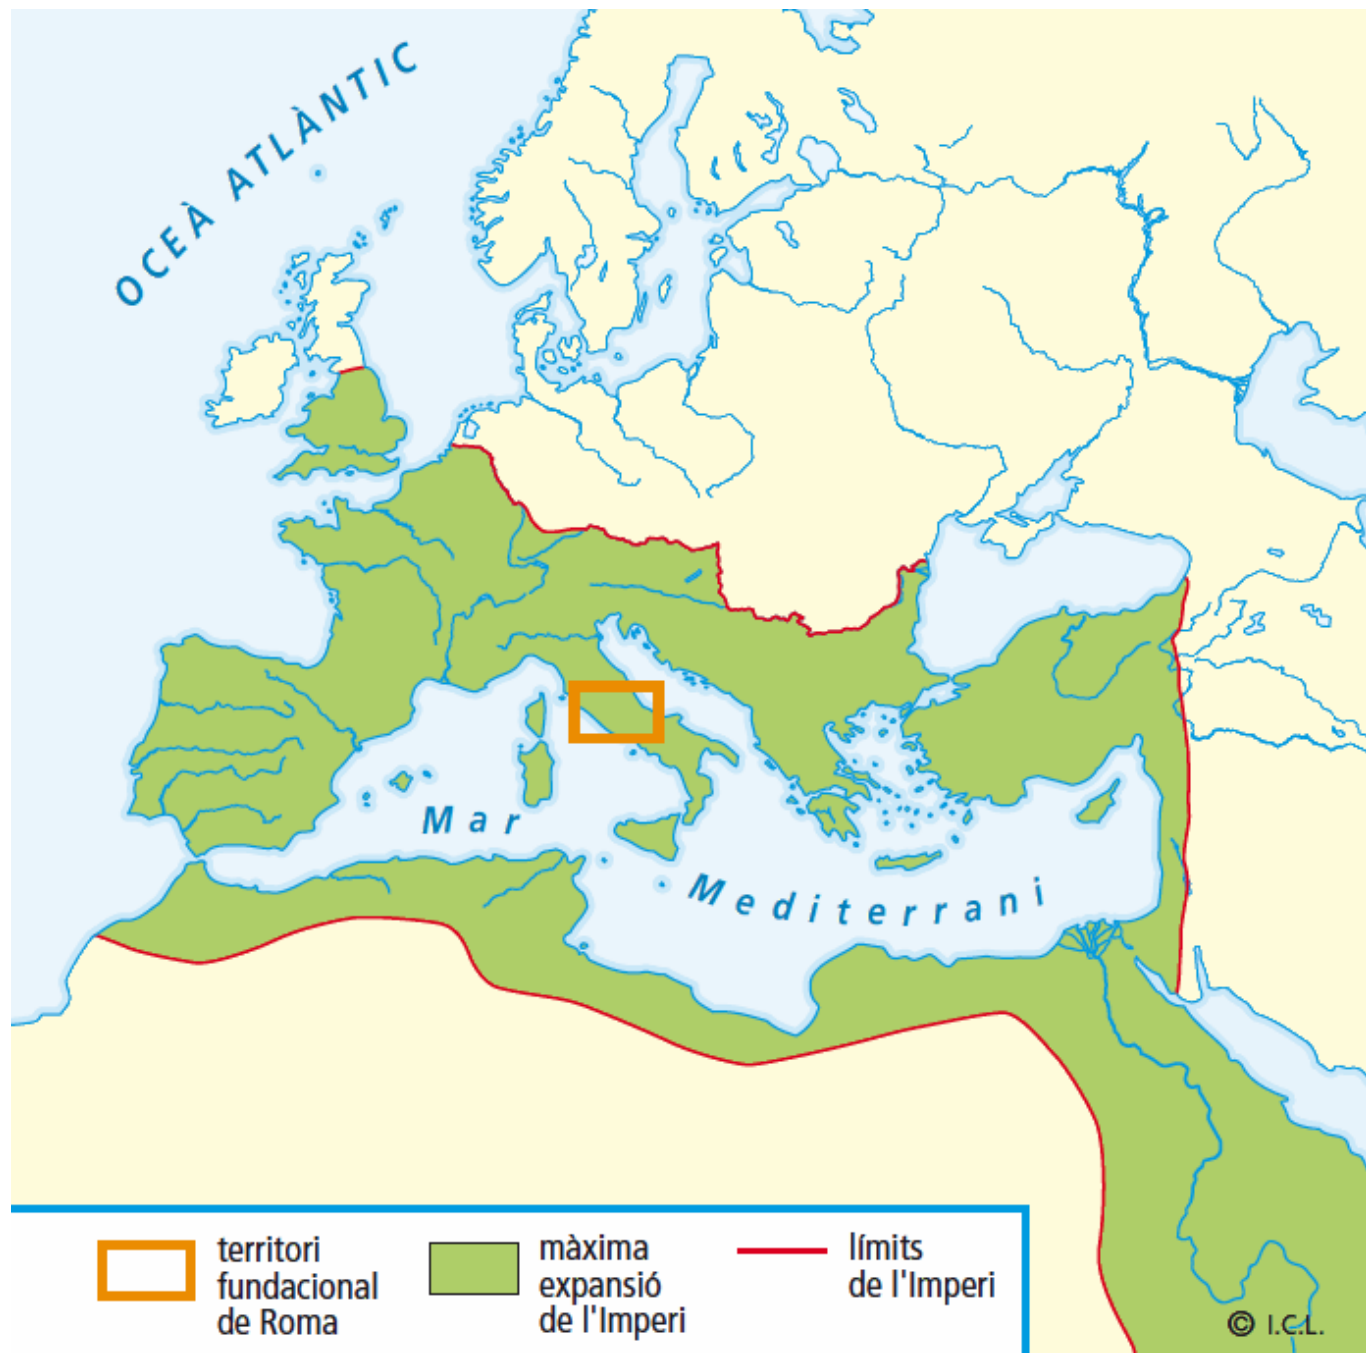 OCEÀ ATLÀNTIC
Mar
Mediterrani
territori
fundacional
de Roma
màxima
expansió
de l'Imperi
límits
de l'Imperi
© I.C.L.